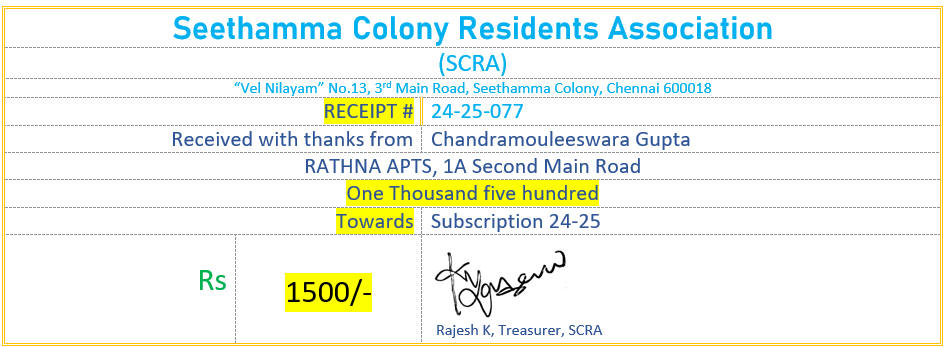 Seethamma Colony Residents Association
(SCRA)
“Vel Nilayam” No.13, 3rd Main Road, Seethamma Colony, Chennai 600018
RECEIPT # 24-25-077
Received with thanks from Chandramouleeswara Gupta
RATHNA APTS, 1A Second Main Road
One Thousand five hundred
Towards Subscription 24-25
Rs 1500/-
Rajesh K, Treasurer, SCRA